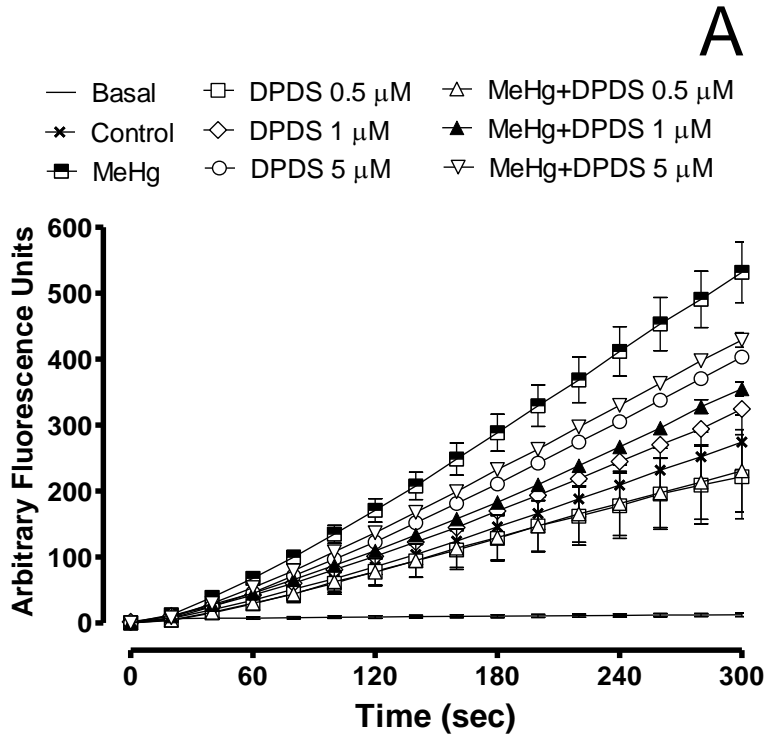 A
Basal DPDS 0.5 μM MeHg+DPDS 0.5 μM
Control DPDS 1 μM MeHg+DPDS 1 μM
MeHg DPDS 5 μM MeHg+DPDS 5 μM
Arbitrary Fluorescence Units
600
500
400
300
200
100
0
0 60 120 180 240 300
Time (sec)